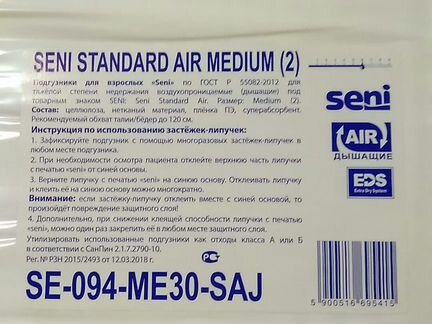 SENI STANDARD AIR MEDIUM (2)
Подгузники для взрослых «Seni» по ГОСТ Р 55082-2012 для
тяжёлой степени недержания воздухопроницаемые (дышащие) под
товарным знаком SENI: Seni Standard Air. Размер: Medium (2).
Состав: целлюлоза, нетканый материал, плёнка ПЭ, суперабсорбент.
Рекомендуемый обхват талии/бёдер до 120 см.
Инструкция по использованию застёжек-липучек:
1. Зафиксируйте подгузник с помощью многоразовых застёжек-липучек в
любом месте подгузника.
2. При необходимости осмотра пациента отклейте верхнюю часть липучки
с печатью «seni» от синей основы.
3. Верните липучку с печатью «seni» на синюю основу. Отклеивать липучку
и клеить её на синюю основу можно многократно.
Внимание: если застёжку-липучку отклеить вместе с синей основой, то
произойдёт повреждение защитного слоя!
4. Дополнительно, при снижении клеящей способности липучки с печатью
«seni», можно один раз закрепить её в любом месте защитного слоя.
Утилизировать использованные подгузники как отходы класса А или Б
в соответствии с СанПин 2.1.7.2790-10.
Рег. № РЗН 2015/2493 от 12.03.2018 г.
SE-094-ME30-SAJ
seni
AIR
ДЫШАЩИЕ
EDS
Extra Dry System
5 900516 695415